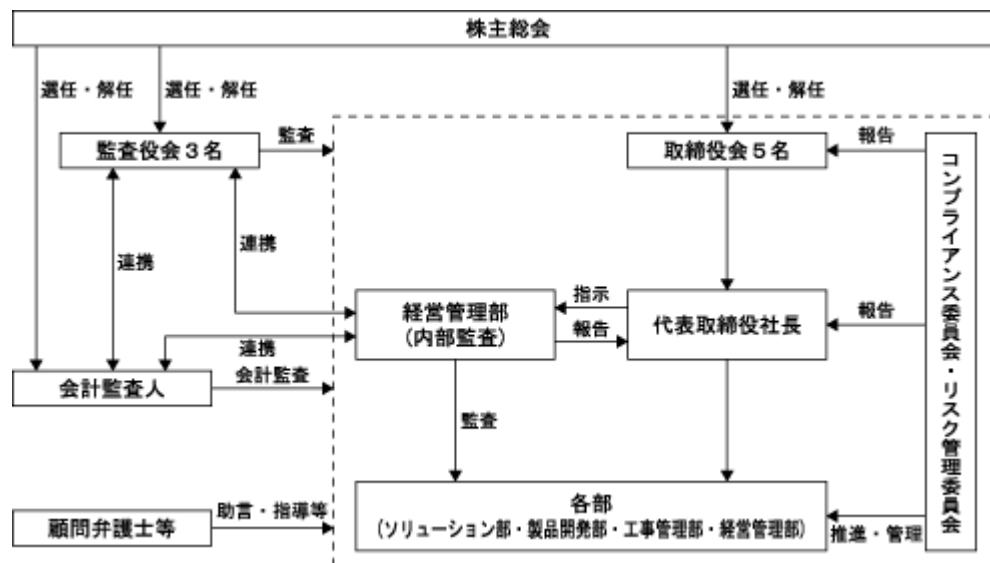 株主総会
選任・解任
選任・解任
選任・解任
監査役会3名
監査
取締役会5名
報告
コンプライアンス委員会・リスク管理委員会
連携
連携
経営管理部
(内部監査)
指示
報告
代表取締役社長
報告
連携
会計監査人
会計監査
監査
顧問弁護士等
助言・指導等
各部
(ソリューション部・製品開発部・工事管理部・経営管理部)
推進・管理